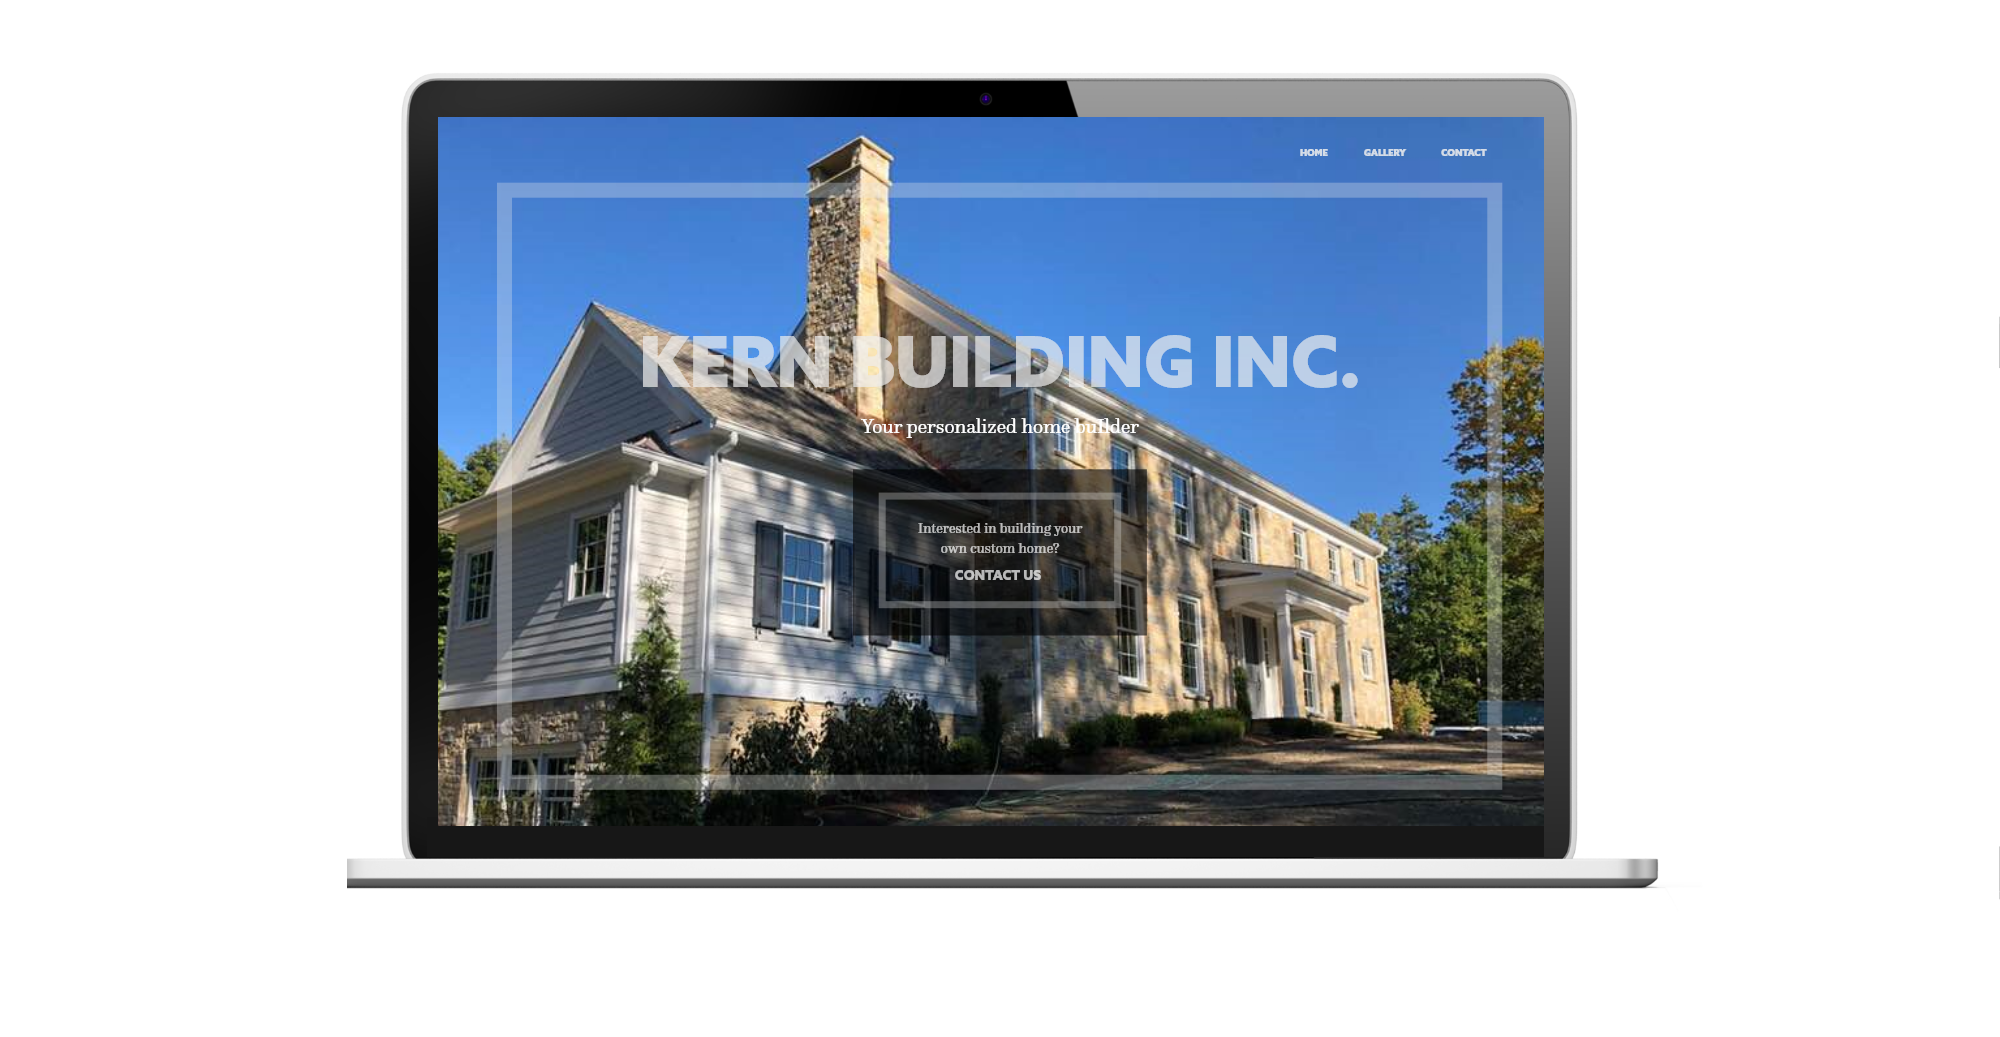 HOME GALLERY CONTACT
KERN BUILDING INC.
Your personalized home builder
Interested in building your
own custom home?
CONTACT US